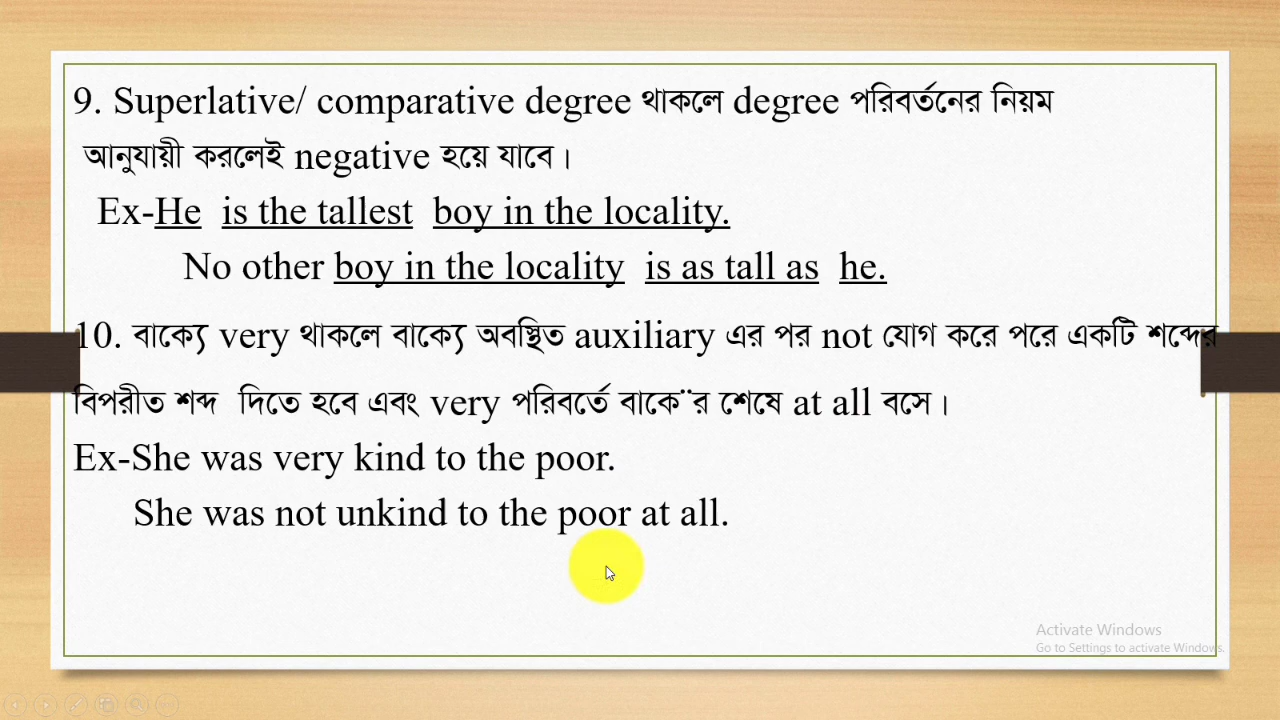 9. Superlative/ comparative degree থাকলে degree পরিবর্তনের নিয়ম
আনুযায়ী করলেই negative হয়ে যাবে।
Ex-He is the tallest boy in the locality.
No other boy in the locality is as tall as he.
10. বাক্যে very থাকলে বাক্যে অবস্থিত auxiliary এর পর not যোগ করে পরে একটি শব্দের
বিপরীত শব্দ দিতে হবে এবং very পরিবর্তে বাকে¨র শেষে at all বসে।
Ex-She was very kind to the poor.
She was not unkind to the poor at all.
Activate Windows
Go to Settings to activate Windows.